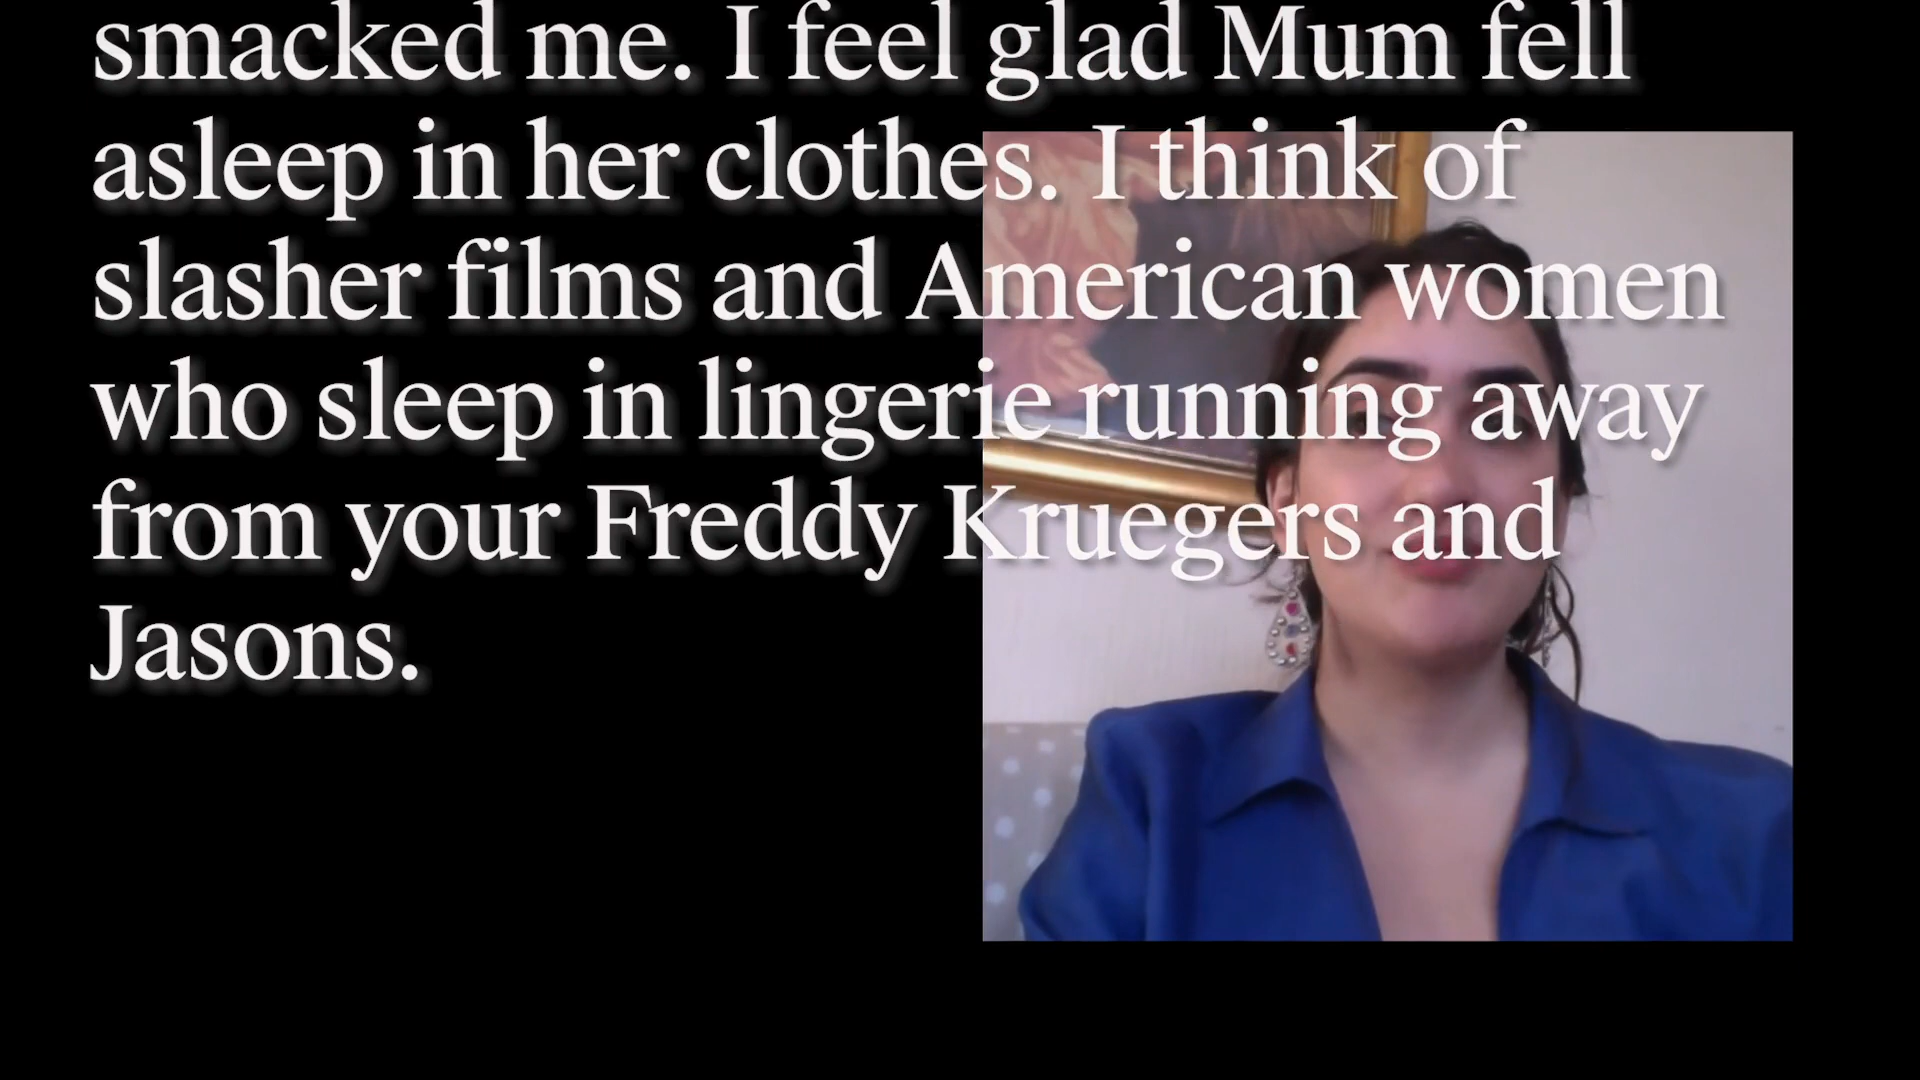 smacked me. I feel glad Mum fell
asleep in her clothes. I think of
slasher films and American women
who sleep in lingerie running away
from your Freddy Kruegers and
Jasons.